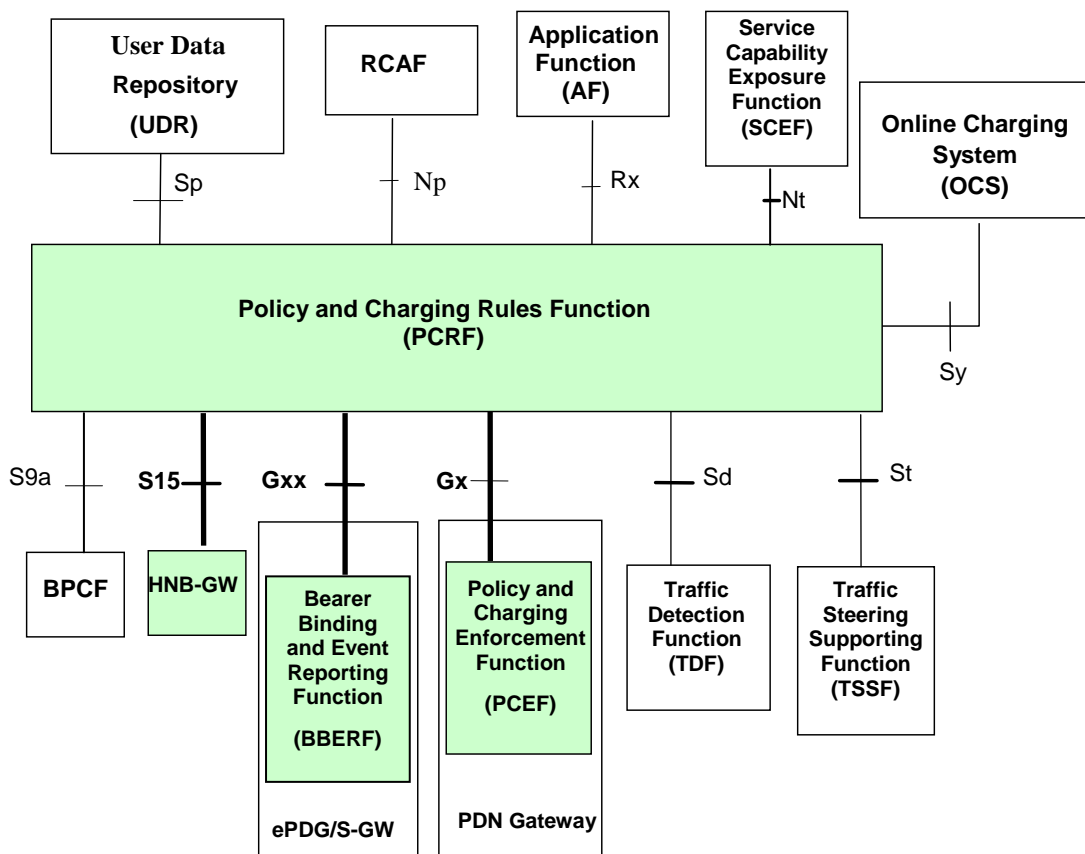 User Data
Repository
(UDR)
RCAF
Application
Function
(AF)
Service
Capability
Exposure
Function
(SCEF)
Online Charging
System
(OCS)
Sp
Np
Rx
Nt
Policy and Charging Rules Function
(PCRF)
Sy
S9a
S15
Gxx
Gx
Sd
St
BPCF
HNB-GW
Bearer
Binding
and Event
Reporting
Function
(BBERF)
ePDG/S-GW
Policy and
Charging
Enforcement
Function
(PCEF)
PDN Gateway
Traffic
Detection
Function
(TDF)
Traffic
Steering
Supporting
Function
(TSSF)